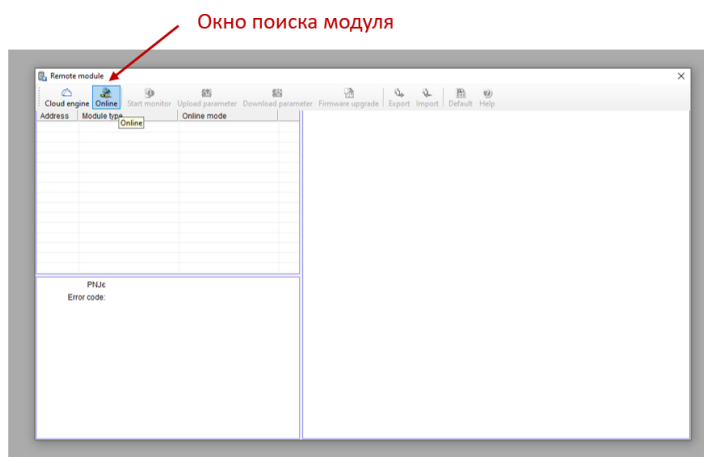 Окно поиска модуля
Remote module
Cloud engine Online Start monitor Upload parameter Download parameter Firmware upgrade Export Import Default Help
Address Module type Online mode
Online
PNJє
Error code: